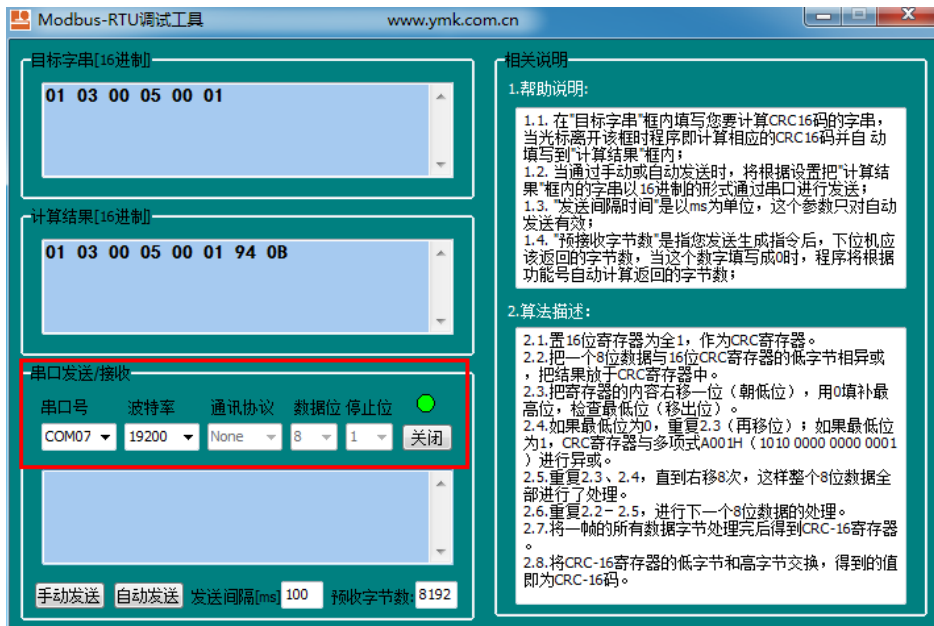 Modbus-RTU调试工具 www.ymk.com.cn
目标字串[16进制]
01 03 00 05 00 01
计算结果[16进制]
01 03 00 05 00 01 94 0B
串口发送/接收
串口号 波特率 通讯协议 数据位 停止位
COM07 19200 None 8 1 关闭
手动发送 自动发送 发送间隔[ms] 100 预收字节数: 8192
相关说明
1.帮助说明:
1.1. 在"目标字串"框内填写您要计算CRC16码的字串，
当光标离开该框时程序即计算相应的CRC16码并自 动
填写到"计算结果"框内；
1.2. 当通过手动或自动发送时，将根据设置把"计算结
果"框内的字串以16进制的形式通过串口进行发送；
1.3. "发送间隔时间"是以ms为单位，这个参数只对自动
发送有效；
1.4. "预接收字节数"是指您发送生成指令后，下位机应
该返回的字节数，当这个数字填写成0时，程序将根据
功能号自动计算返回的字节数；
2.算法描述：
2.1.置16位寄存器为全1，作为CRC寄存器。
2.2.把一个8位数据与16位CRC寄存器的低字节相异或
，把结果放于CRC寄存器中。
2.3.把寄存器的内容右移一位（朝低位），用0填补最
高位，检查最低位（移出位）。
2.4.如果最低位为0，重复2.3（再移位）；如果最低位
为1，CRC寄存器与多项式A001H（1010 0000 0000 0001
）进行异或。
2.5.重复2.3、2.4，直到右移8次，这样整个8位数据全
部进行了处理。
2.6.重复2.2－2.5，进行下一个8位数据的处理。
2.7.将一帧的所有数据字节处理完后得到CRC-16寄存器
。
2.8.将CRC-16寄存器的低字节和高字节交换，得到的值
即为CRC-16码。